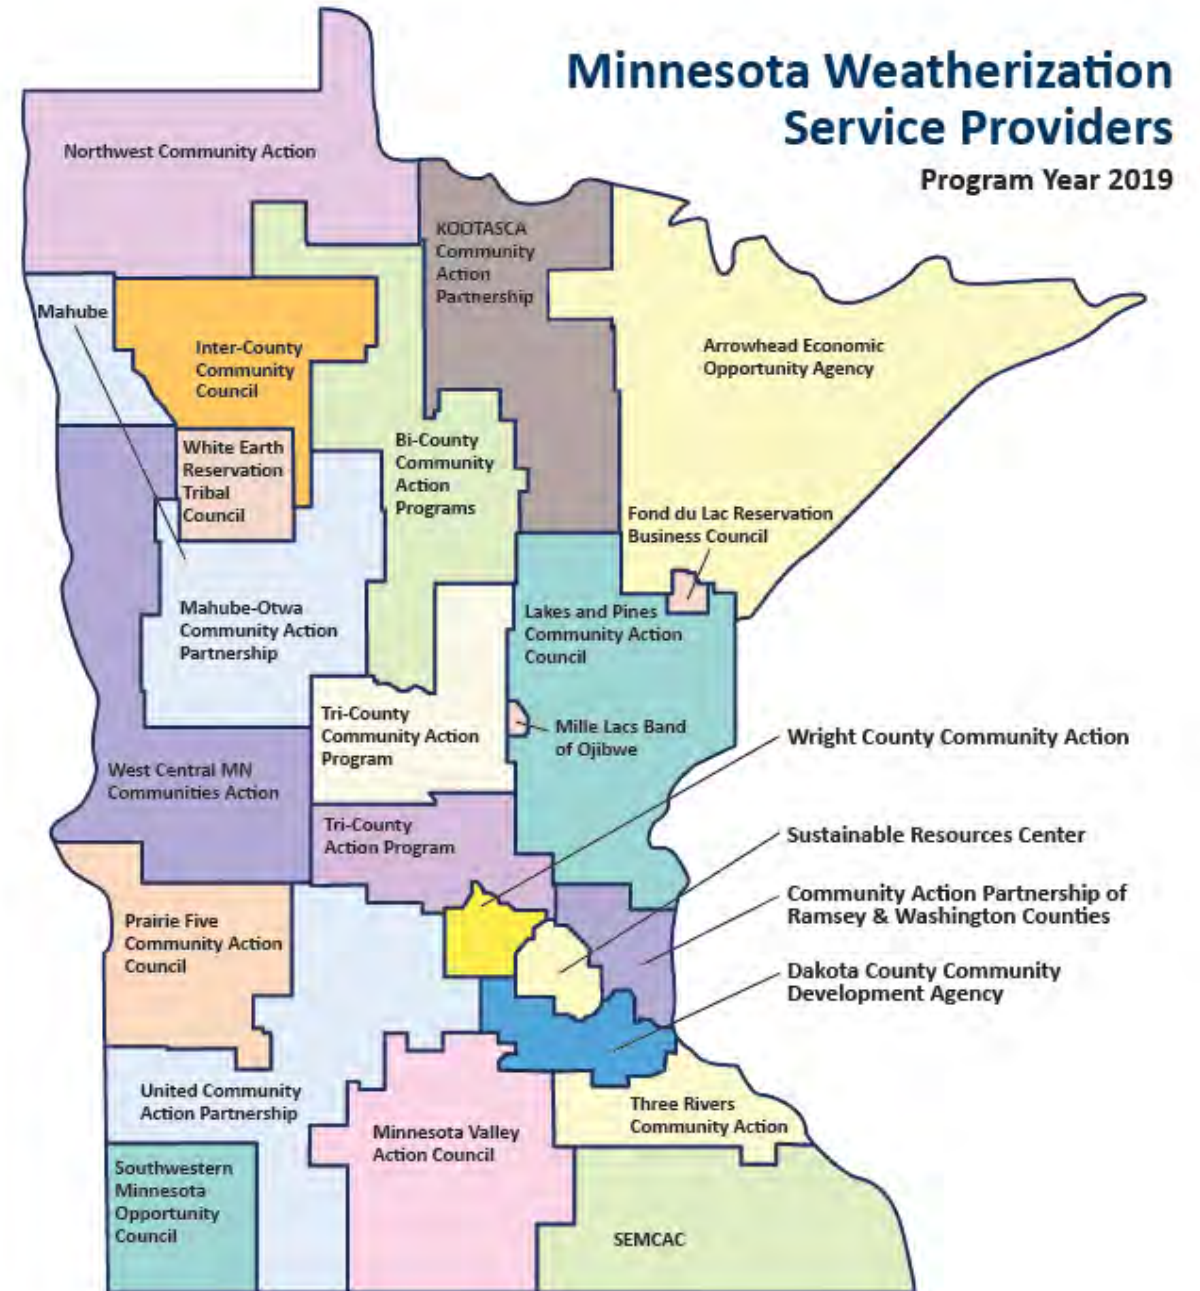 Minnesota Weatherization
Service Providers
Program Year 2019
Northwest Community Action
KOOTASCA
Community
Action
Partnership
Mahube
Inter-County
Community
Council
Arrowhead Economic
Opportunity Agency
White Earth
Reservation
Tribal
Council
Bi-County
Community
Action
Programs
Fond du Lac Reservation
Business Council
Mahube-Otwa
Community Action
Partnership
Lakes and Pines
Community Action
Council
Tri-County
Community Action
Program
Mille Lacs Band
of Ojibwe
Wright County Community Action
West Central MN
Communities Action
Tri-County
Action Program
Sustainable Resources Center
Community Action Partnership of
Ramsey & Washington Counties
Prairie Five
Community Action
Council
Dakota County Community
Development Agency
United Community
Action Partnership
Three Rivers
Community Action
Minnesota Valley
Action Council
Southwestern
Minnesota
Opportunity
Council
SEMCAC